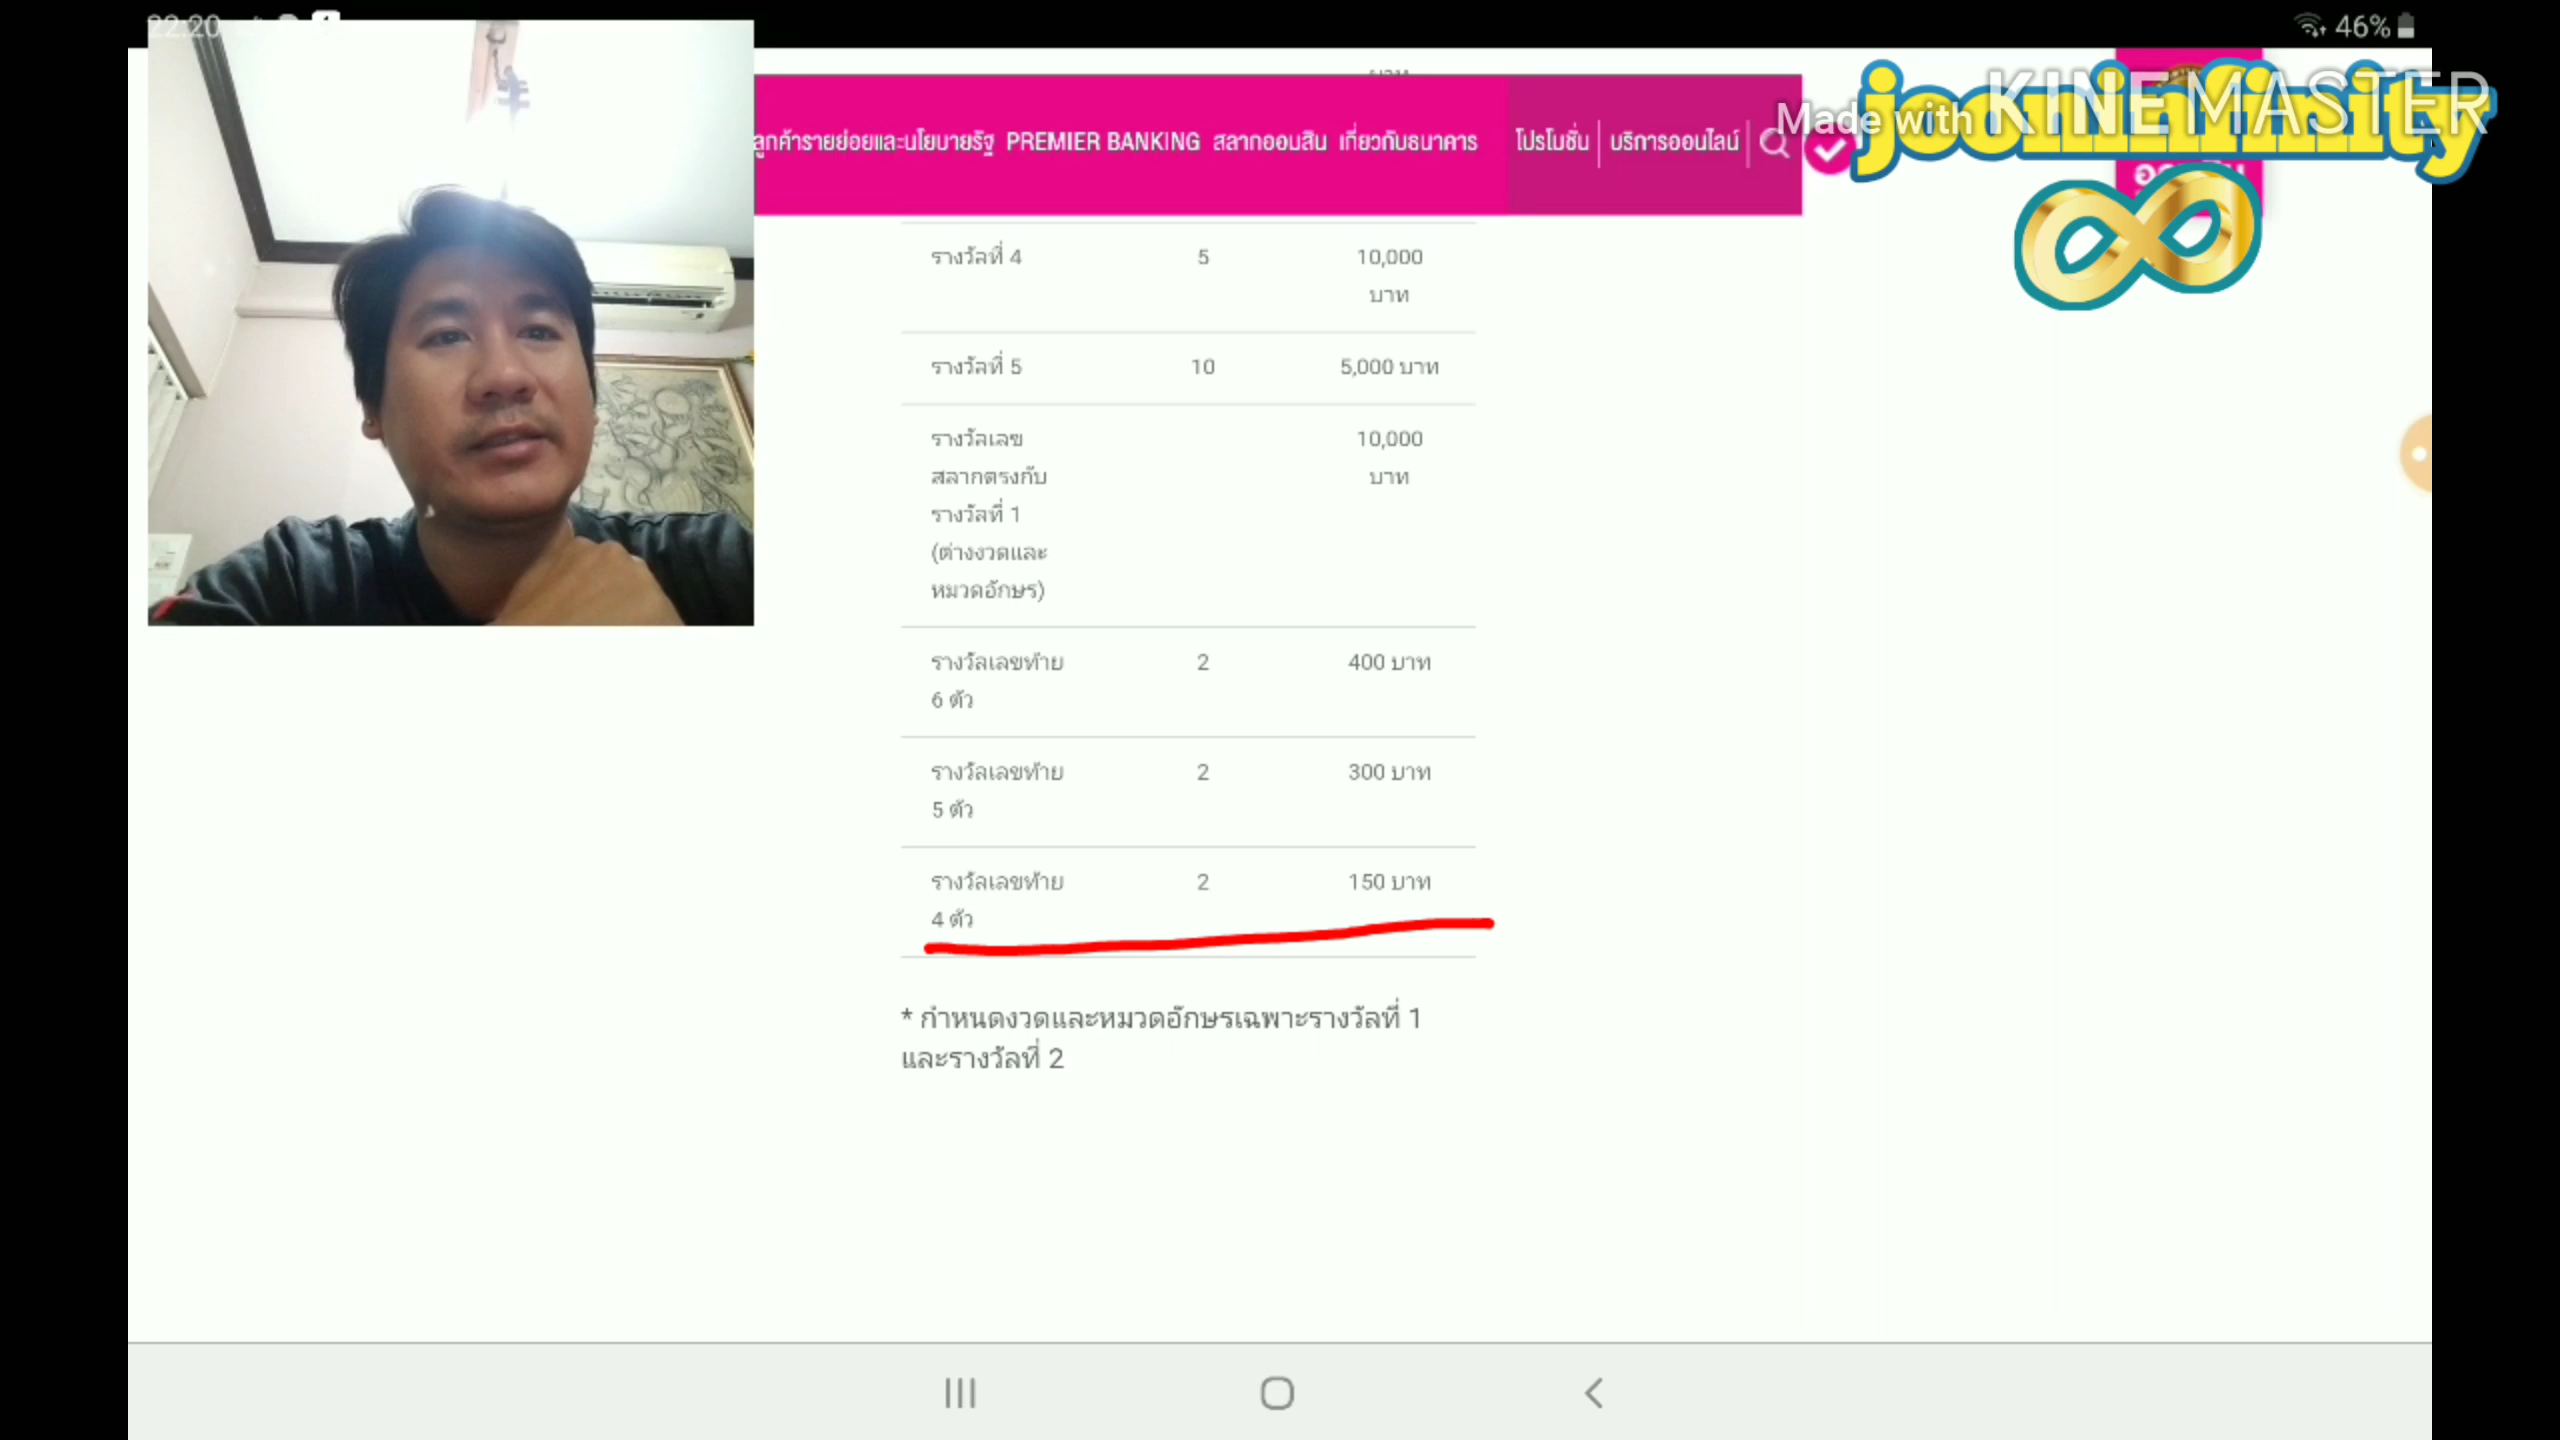 22:20
46%
บาท
ลูกค้ารายย่อยและนโยบายรัฐ PREMIER BANKING สลากออมสิน เกี่ยวกับธนาคาร โปรโมชั่น บริการออนไลน์
Made with KINEMASTER
jooninfinity
รางวัลที่ 4 5 10,000
บาท
รางวัลที่ 5 10 5,000 บาท
รางวัลเลข 10,000
สลากตรงกับ บาท
รางวัลที่ 1
(ต่างงวดและ
หมวดอักษร)
รางวัลเลขท้าย 2 400 บาท
6 ตัว
รางวัลเลขท้าย 2 300 บาท
5 ตัว
รางวัลเลขท้าย 2 150 บาท
4 ตัว
* กำหนดงวดและหมวดอักษรเฉพาะรางวัลที่ 1
และรางวัลที่ 2